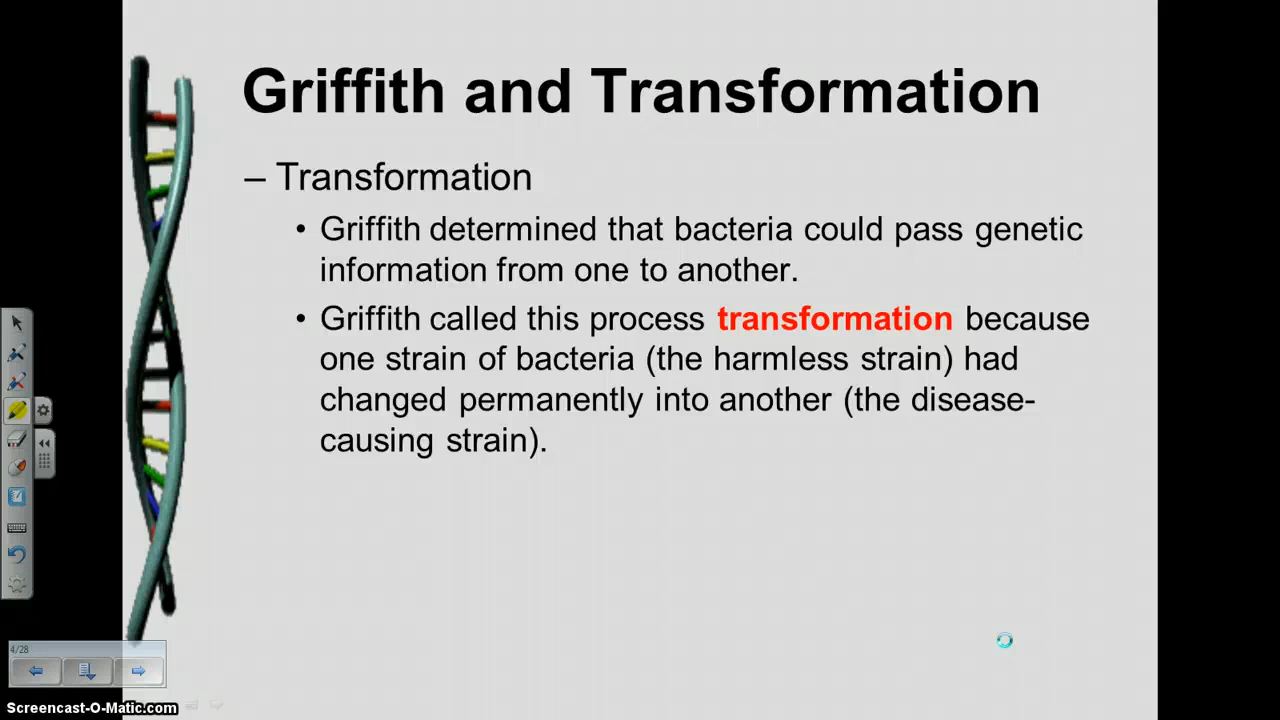 Griffith and Transformation
– Transformation
• Griffith determined that bacteria could pass genetic
information from one to another.
• Griffith called this process transformation because
one strain of bacteria (the harmless strain) had
changed permanently into another (the disease-
causing strain).
4/28
Screencast-O-Matic.com